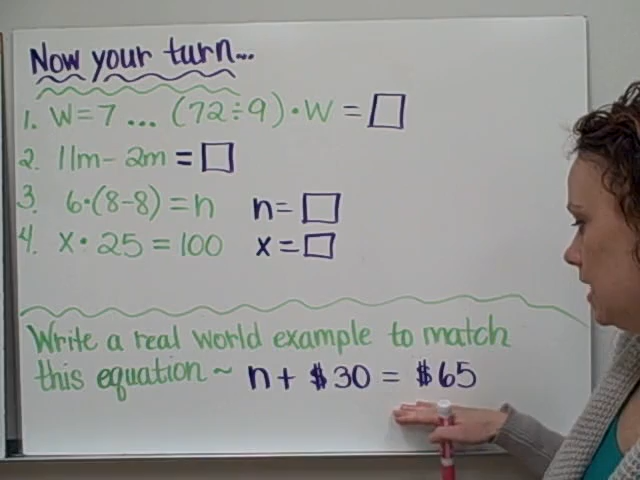 Now your turn...
1. W=7 ... (72÷9)•W = □
2. 11m - 2m = □
3. 6•(8-8) = n n= □
4. x • 25 = 100 x = □
Write a real world example to match
this equation ~ n + $30 = $65